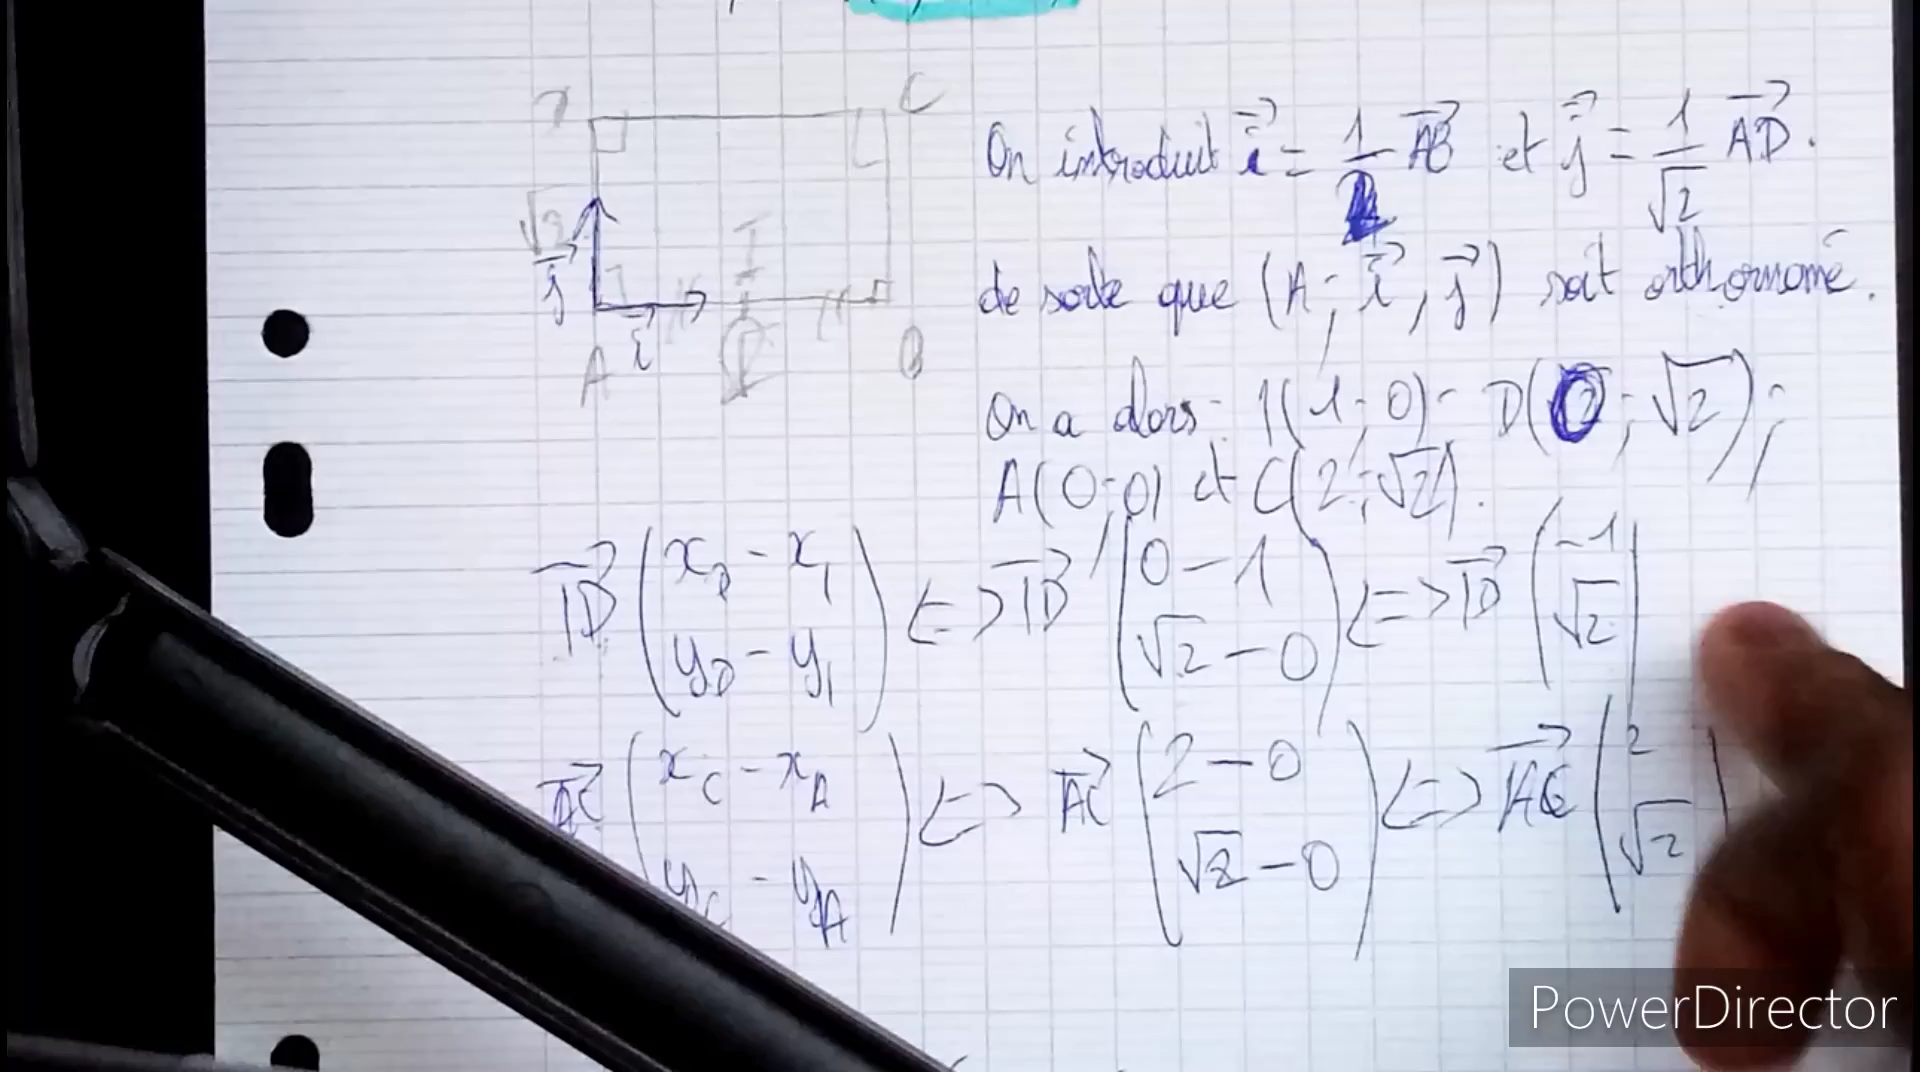 D C
On introduit i⃗ = 1/2 AB⃗ et j⃗ = 1/√2 AD⃗.
√2 j⃗ I
de sorte que (A; i⃗, j⃗) soit orthonormé.
A i⃗ B
On a alors: I(1;0); D(0;√2);
A(0;0) et C(2;√2).
ID⃗ (x_D - x_I / y_D - y_I) <=> ID⃗ (0 - 1 / √2 - 0) <=> ID⃗ (-1 / √2)
AC⃗ (x_C - x_A / y_C - y_A) <=> AC⃗ (2 - 0 / √2 - 0) <=> AC⃗ (2 / √2)
PowerDirector